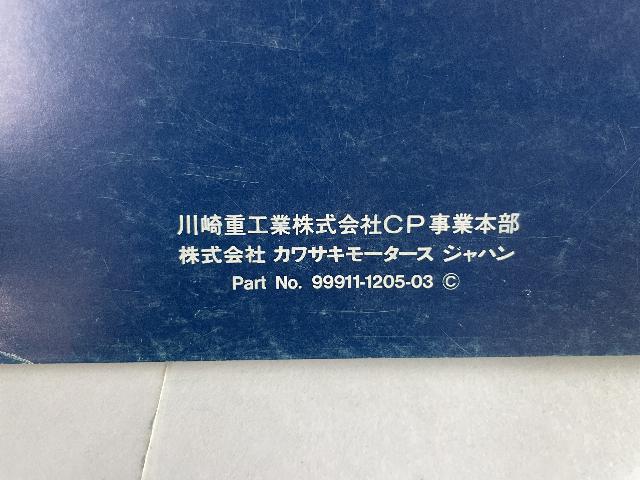 川崎重工業株式会社CP事業本部
株式会社 カワサキモータース ジャパン
Part No. 99911-1205-03 ©